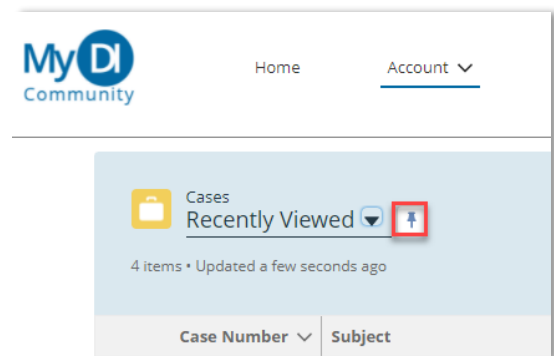 My DI
Community
Home
Account
Cases
Recently Viewed
4 items • Updated a few seconds ago
Case Number
Subject